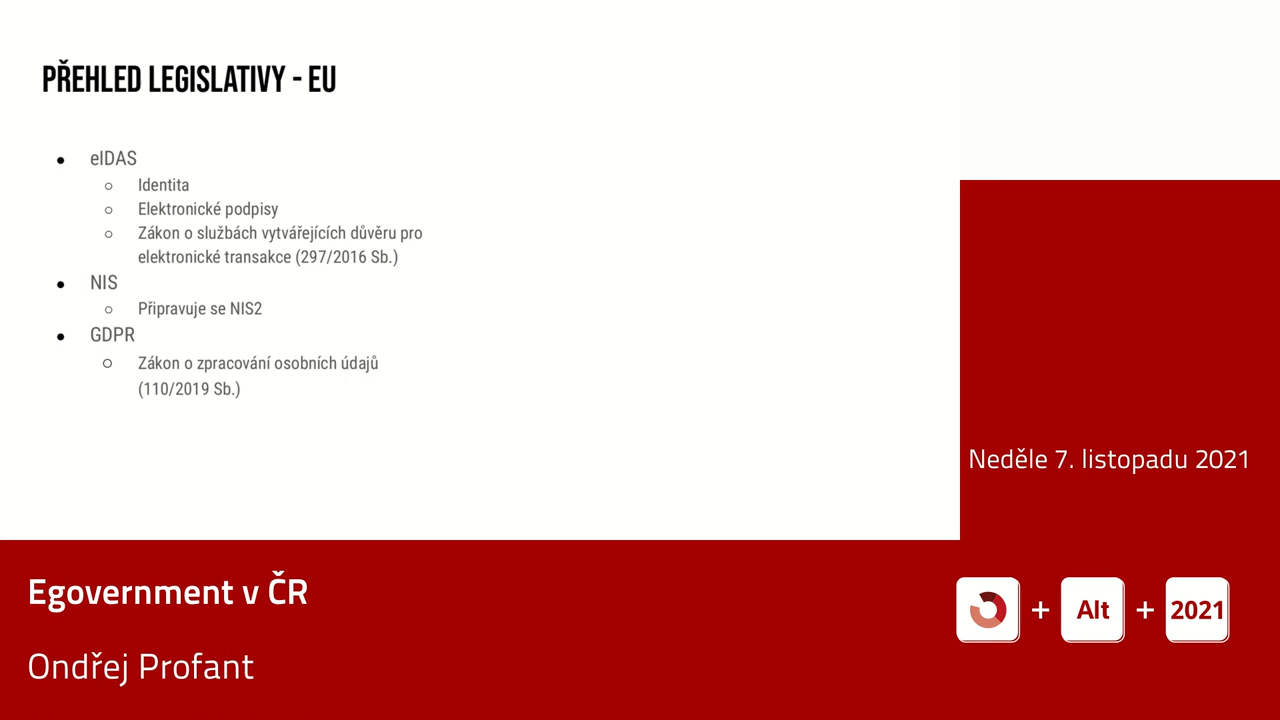 PŘEHLED LEGISLATIVY - EU
eIDAS
Identita
Elektronické podpisy
Zákon o službách vytvářejících důvěru pro
elektronické transakce (297/2016 Sb.)
NIS
Připravuje se NIS2
GDPR
Zákon o zpracování osobních údajů
(110/2019 Sb.)
Neděle 7. listopadu 2021
Egovernment v ČR
+ Alt + 2021
Ondřej Profant